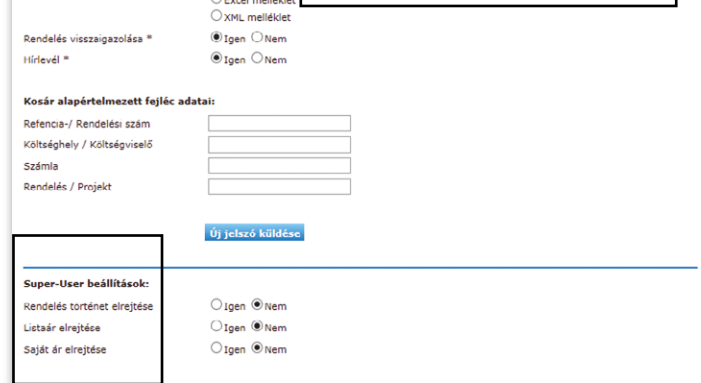 Excel melléklet
XML melléklet
Rendelés visszaigazolása * Igen Nem
Hírlevél * Igen Nem
Kosár alapértelmezett fejléc adatai:
Refencia-/ Rendelési szám
Költséghely / Költségviselő
Számla
Rendelés / Projekt
Új jelszó küldése
Super-User beállítások:
Rendelés történet elrejtése Igen Nem
Listaár elrejtése Igen Nem
Saját ár elrejtése Igen Nem